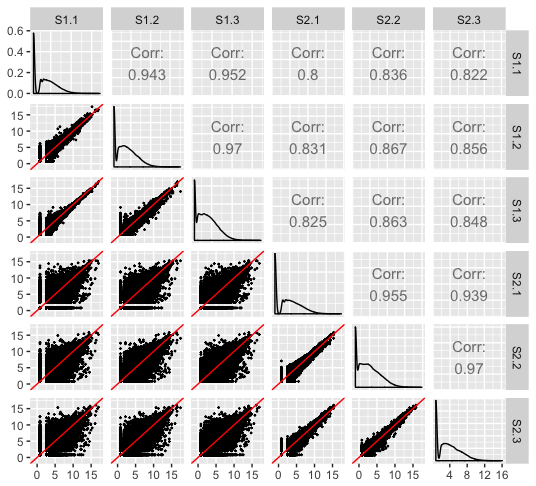 S1.1 S1.2 S1.3 S2.1 S2.2 S2.3
0.6
0.4
0.2
0.0
Corr:
0.943
Corr:
0.952
Corr:
0.8
Corr:
0.836
Corr:
0.822
S1.1
15
10
5
0
Corr:
0.97
Corr:
0.831
Corr:
0.867
Corr:
0.856
S1.2
15
10
5
0
Corr:
0.825
Corr:
0.863
Corr:
0.848
S1.3
15
10
5
0
Corr:
0.955
Corr:
0.939
S2.1
15
10
5
0
Corr:
0.97
S2.2
15
10
5
0
S2.3
0 5 10 15 0 5 10 15 0 5 10 15 0 5 10 15 0 5 10 15 4 8 12 16